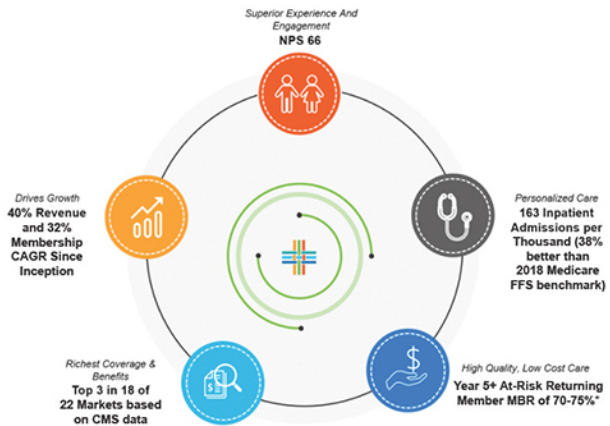 Superior Experience And
Engagement
NPS 66
Personalized Care
163 Inpatient
Admissions per
Thousand (38%
better than
2018 Medicare
FFS benchmark)
High Quality, Low Cost Care
Year 5+ At-Risk Returning
Member MBR of 70-75%*
Richest Coverage &
Benefits
Top 3 in 18 of
22 Markets based
on CMS data
Drives Growth
40% Revenue
and 32%
Membership
CAGR Since
Inception